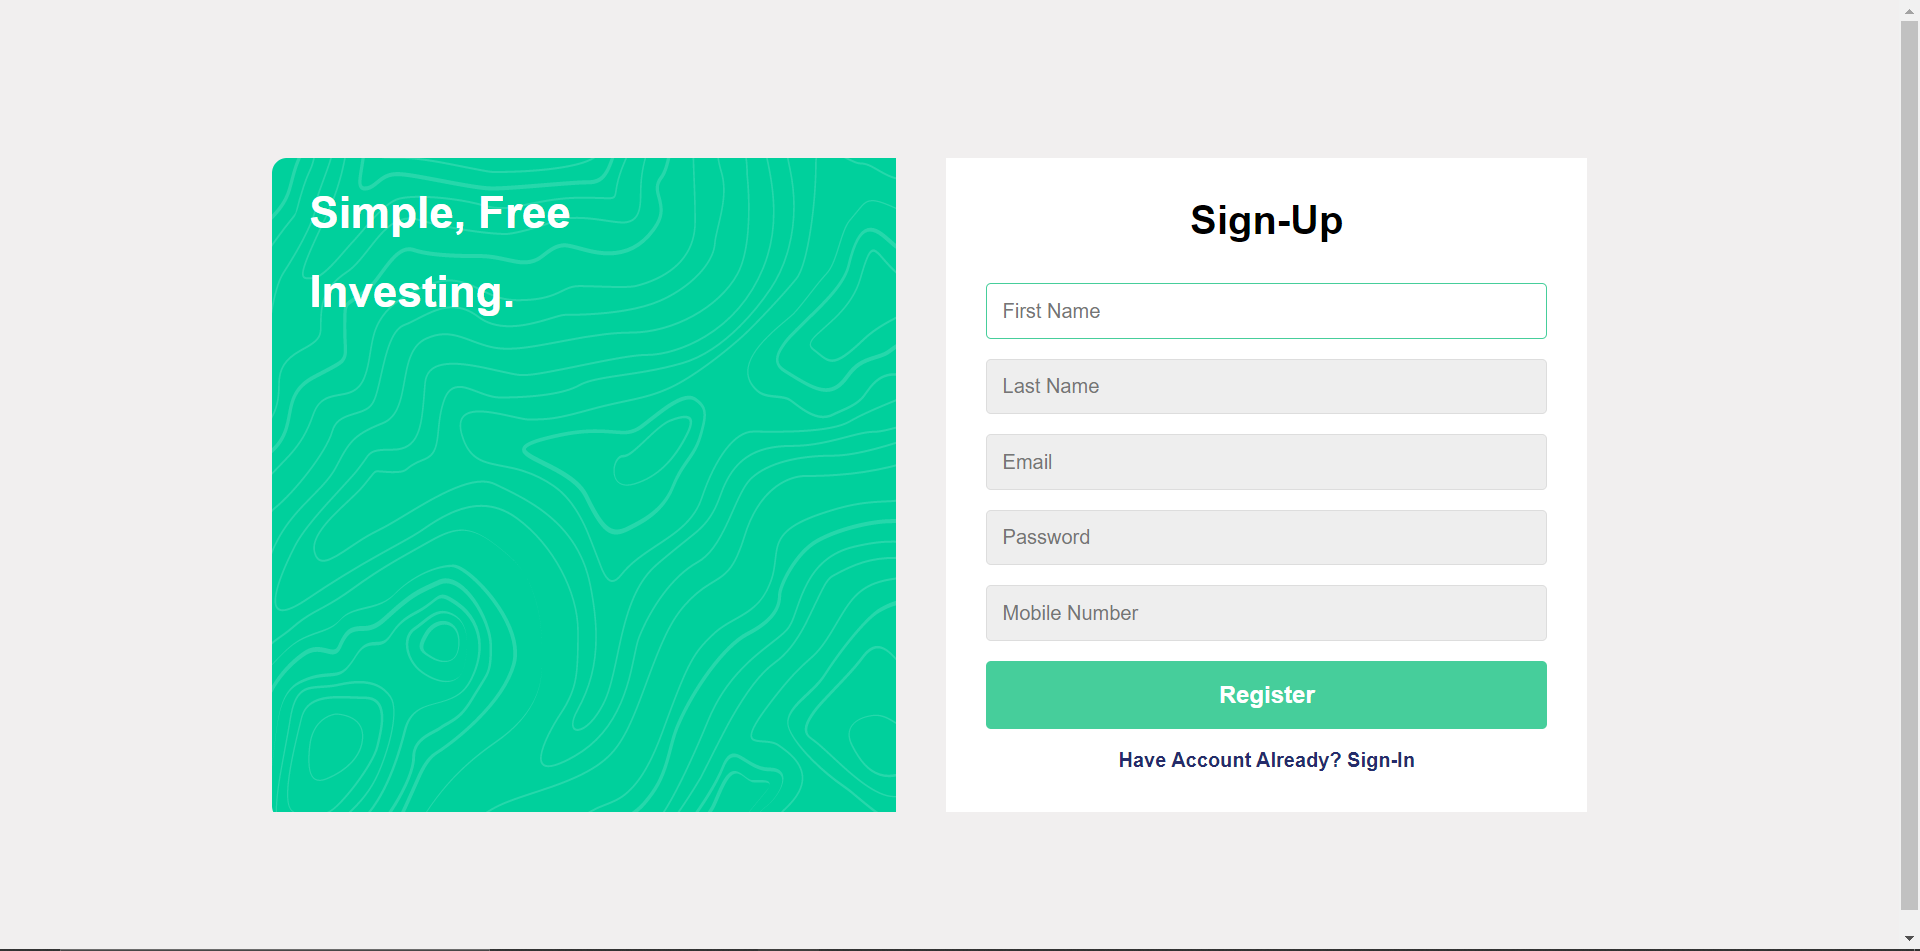 Simple, Free
Investing.
Sign-Up
First Name
Last Name
Email
Password
Mobile Number
Register
Have Account Already? Sign-In